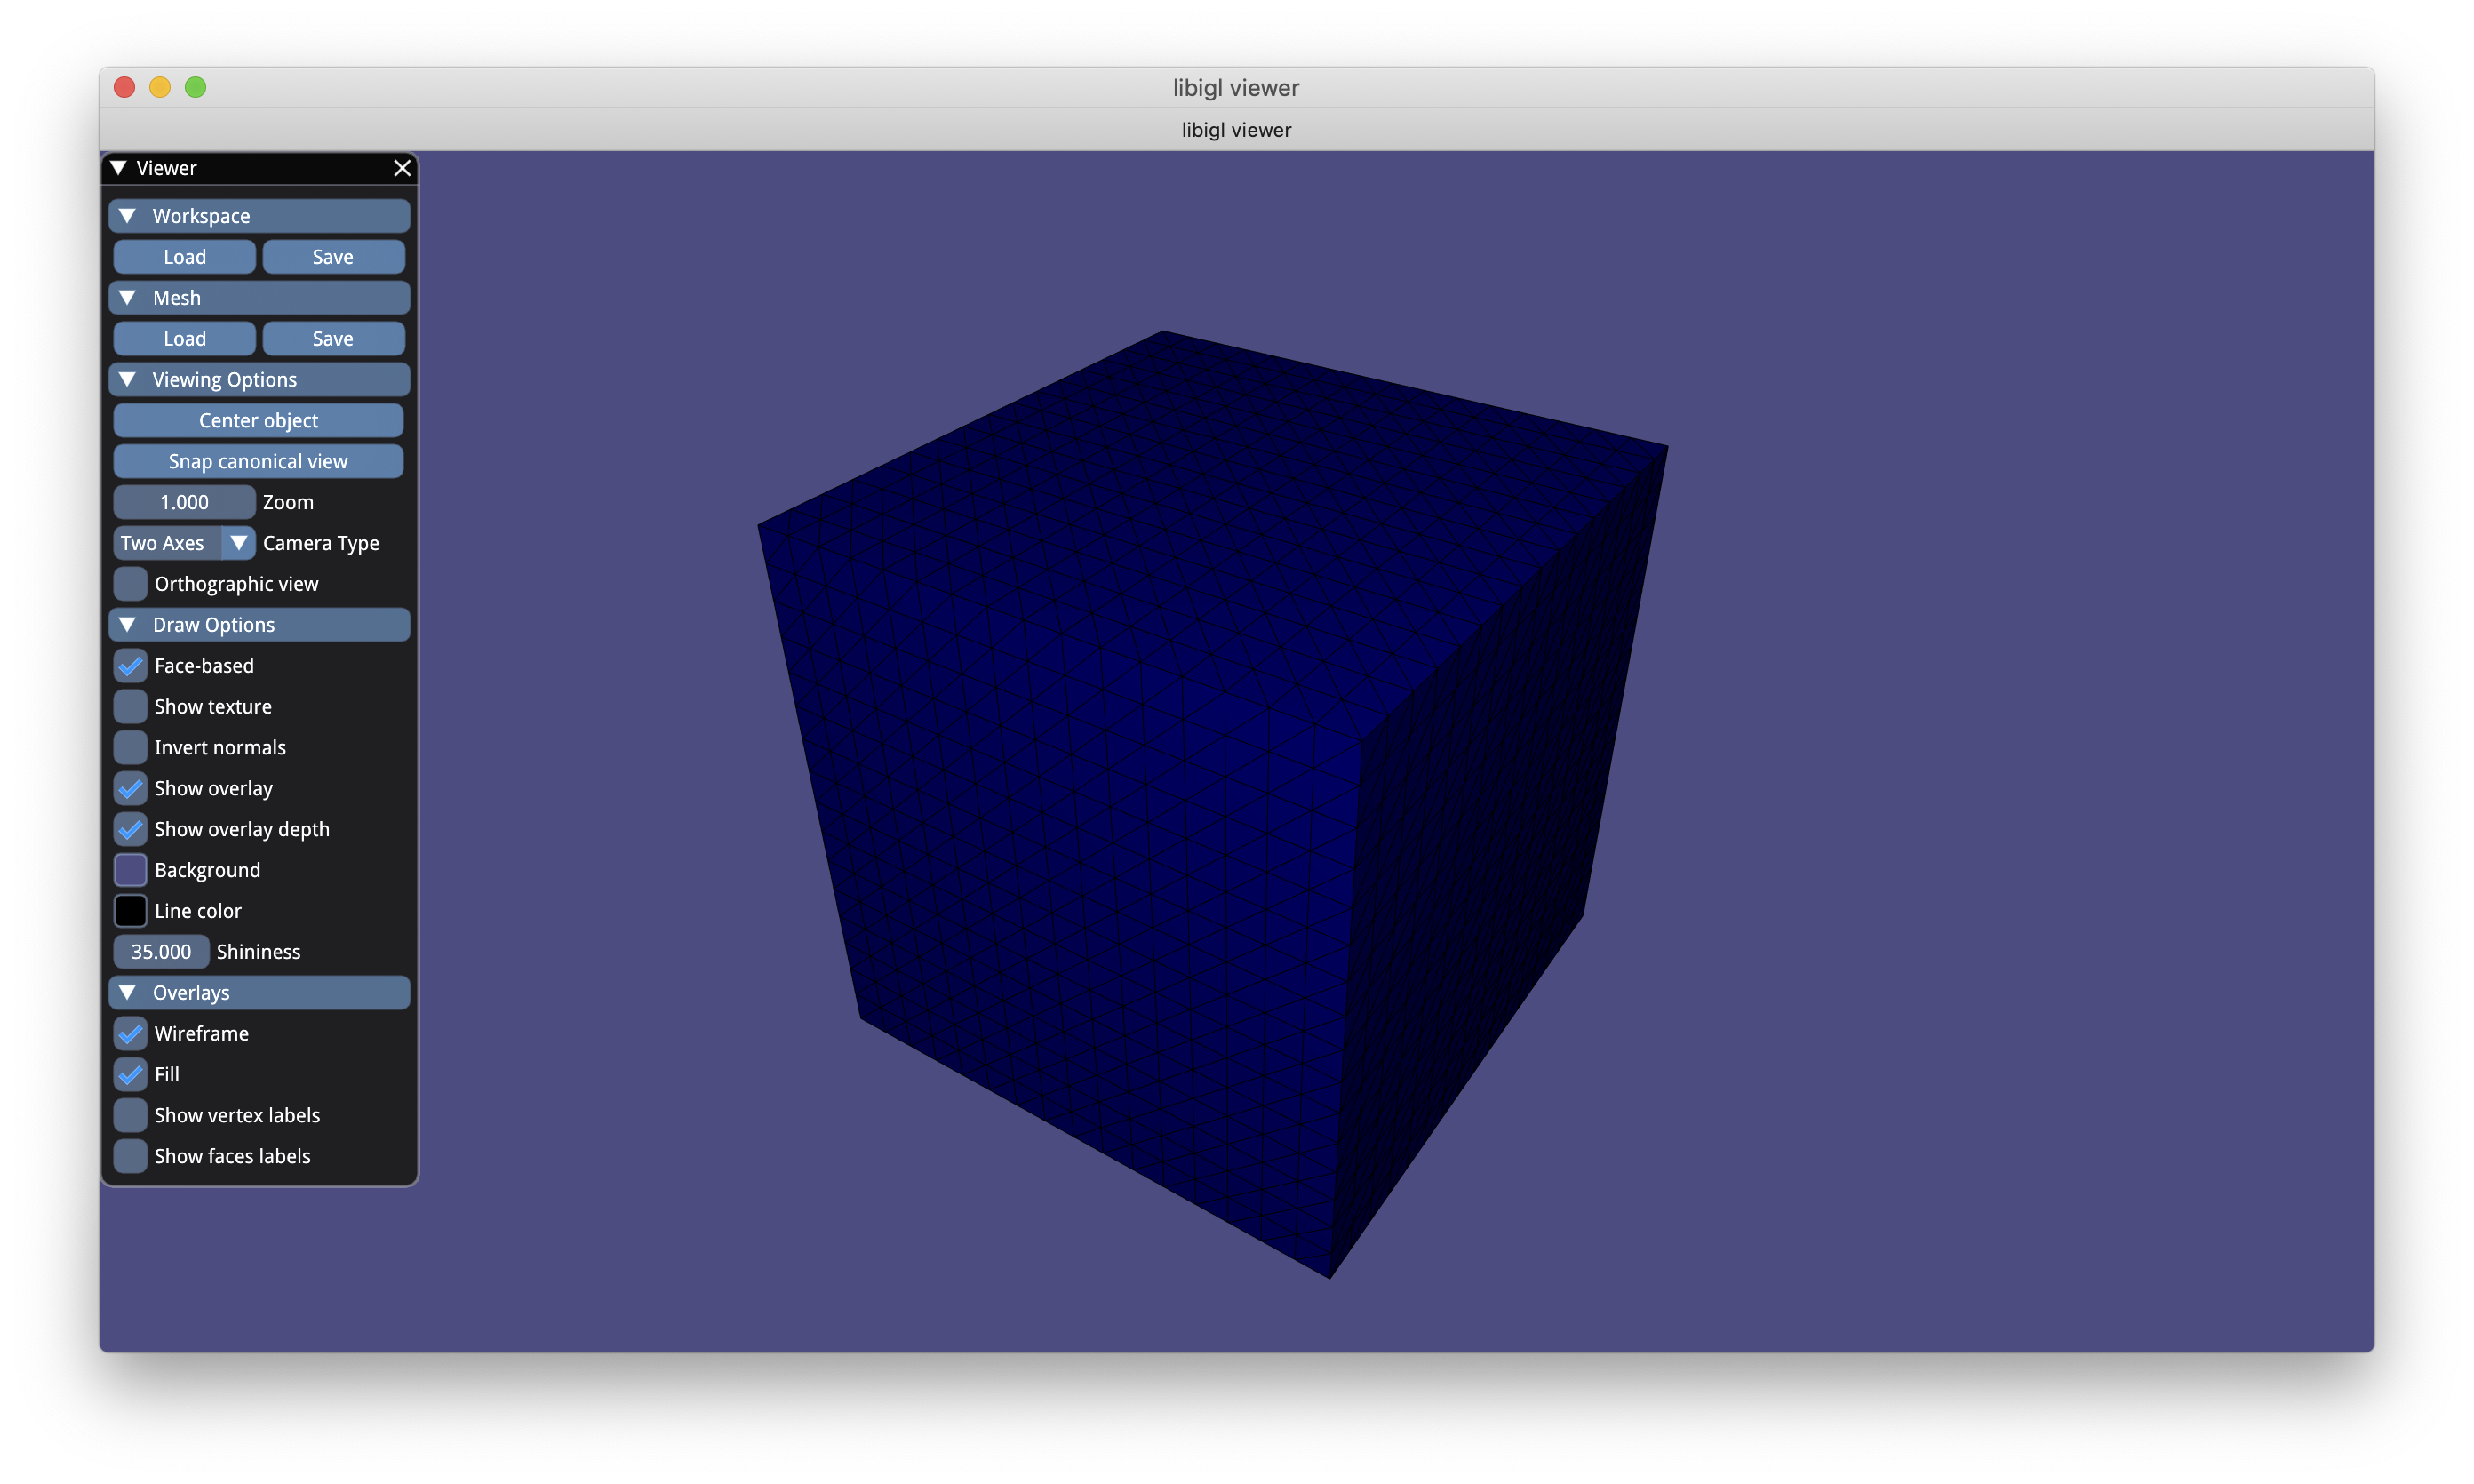 libigl viewer
libigl viewer
Viewer
Workspace
Load Save
Mesh
Load Save
Viewing Options
Center object
Snap canonical view
1.000 Zoom
Two Axes Camera Type
Orthographic view
Draw Options
Face-based
Show texture
Invert normals
Show overlay
Show overlay depth
Background
Line color
35.000 Shininess
Overlays
Wireframe
Fill
Show vertex labels
Show faces labels